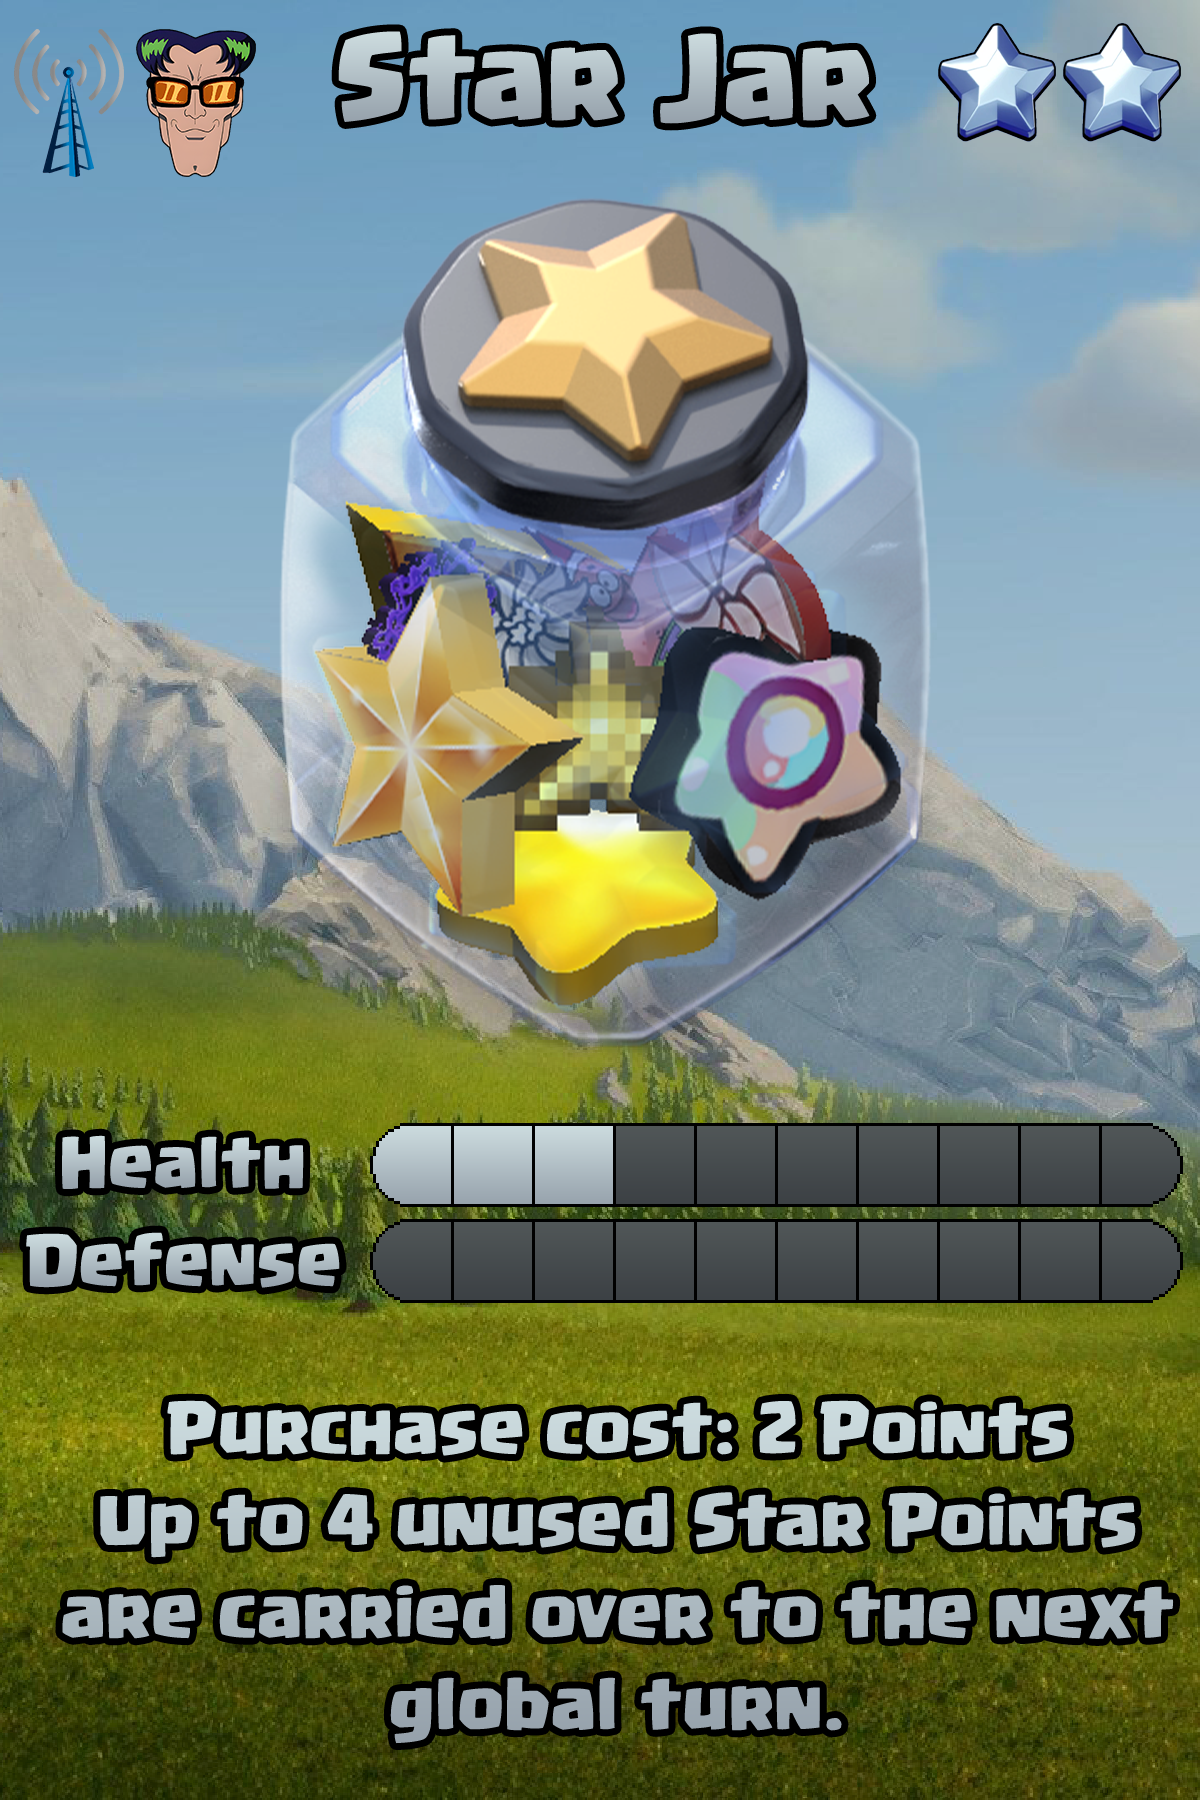 Star Jar
Health
Defense
Purchase cost: 2 Points
Up to 4 unused Star Points
are carried over to the next
global turn.